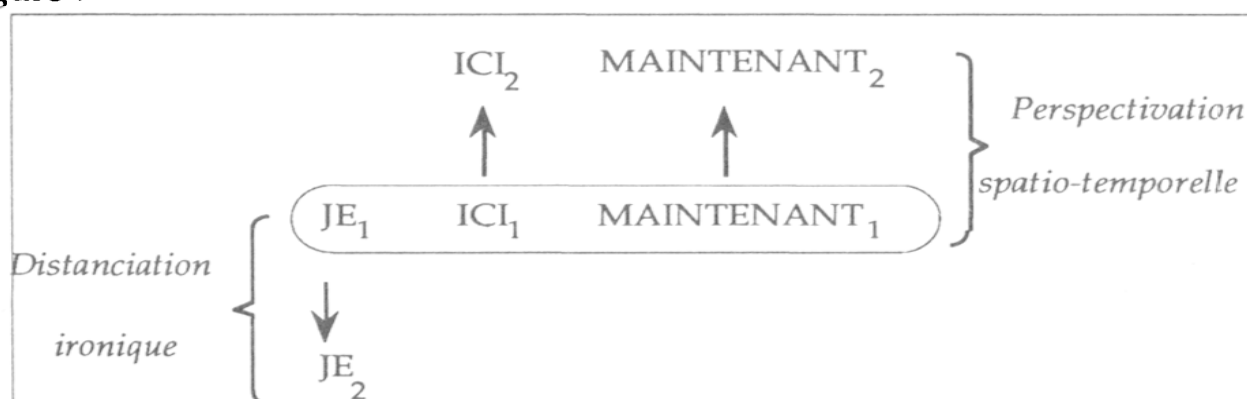 ICI₂ MAINTENANT₂
Perspectivation
spatio-temporelle
JE₁ ICI₁ MAINTENANT₁
Distanciation
ironique
JE₂